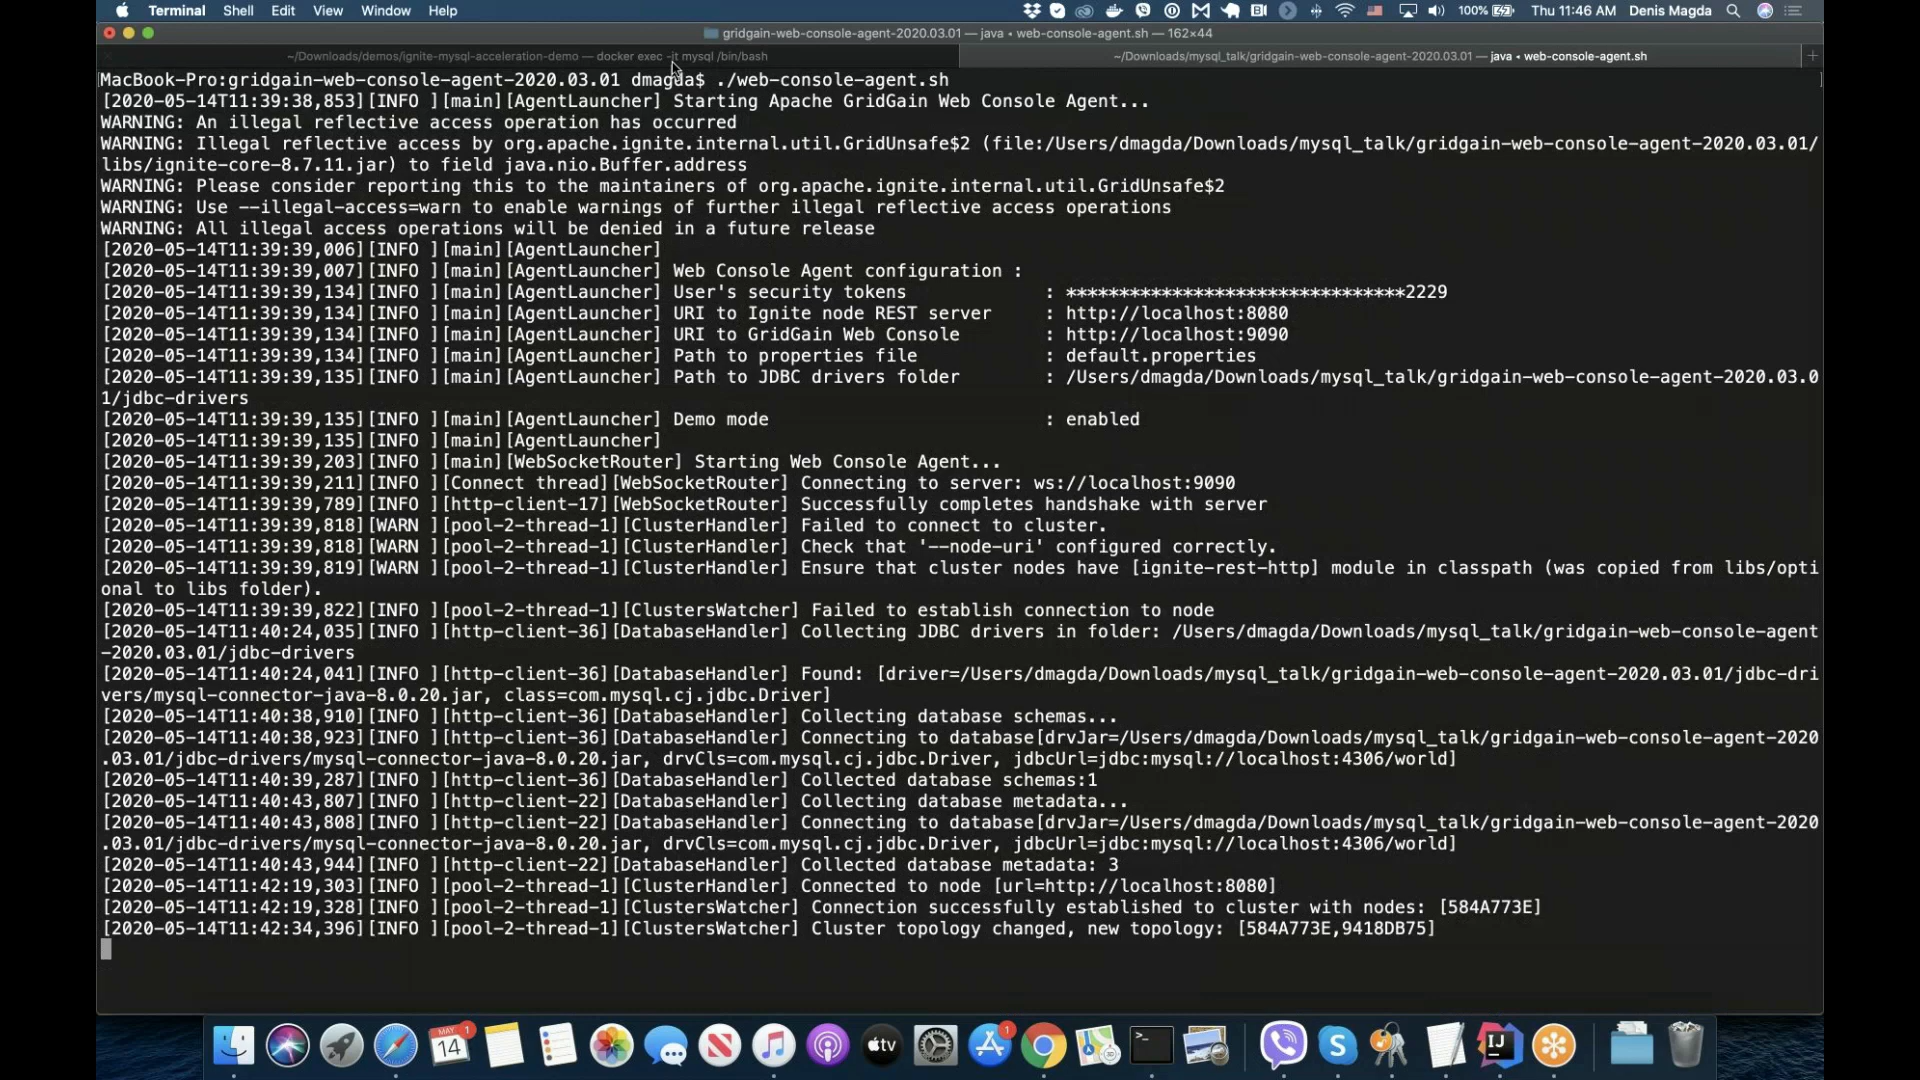 Terminal Shell Edit View Window Help 100% Thu 11:46 AM Denis Magda
gridgain-web-console-agent-2020.03.01 — java • web-console-agent.sh — 162×44
~/Downloads/demos/ignite-mysql-acceleration-demo — docker exec -it mysql /bin/bash
~/Downloads/mysql_talk/gridgain-web-console-agent-2020.03.01 — java • web-console-agent.sh
MacBook-Pro:gridgain-web-console-agent-2020.03.01 dmagda$ ./web-console-agent.sh
[2020-05-14T11:39:38,853][INFO ][main][AgentLauncher] Starting Apache GridGain Web Console Agent...
WARNING: An illegal reflective access operation has occurred
WARNING: Illegal reflective access by org.apache.ignite.internal.util.GridUnsafe$2 (file:/Users/dmagda/Downloads/mysql_talk/gridgain-web-console-agent-2020.03.01/
libs/ignite-core-8.7.11.jar) to field java.nio.Buffer.address
WARNING: Please consider reporting this to the maintainers of org.apache.ignite.internal.util.GridUnsafe$2
WARNING: Use --illegal-access=warn to enable warnings of further illegal reflective access operations
WARNING: All illegal access operations will be denied in a future release
[2020-05-14T11:39:39,006][INFO ][main][AgentLauncher]
[2020-05-14T11:39:39,007][INFO ][main][AgentLauncher] Web Console Agent configuration :
[2020-05-14T11:39:39,134][INFO ][main][AgentLauncher] User's security tokens : ********************************2229
[2020-05-14T11:39:39,134][INFO ][main][AgentLauncher] URI to Ignite node REST server : http://localhost:8080
[2020-05-14T11:39:39,134][INFO ][main][AgentLauncher] URI to GridGain Web Console : http://localhost:9090
[2020-05-14T11:39:39,134][INFO ][main][AgentLauncher] Path to properties file : default.properties
[2020-05-14T11:39:39,135][INFO ][main][AgentLauncher] Path to JDBC drivers folder : /Users/dmagda/Downloads/mysql_talk/gridgain-web-console-agent-2020.03.0
1/jdbc-drivers
[2020-05-14T11:39:39,135][INFO ][main][AgentLauncher] Demo mode : enabled
[2020-05-14T11:39:39,135][INFO ][main][AgentLauncher]
[2020-05-14T11:39:39,203][INFO ][main][WebSocketRouter] Starting Web Console Agent...
[2020-05-14T11:39:39,211][INFO ][Connect thread][WebSocketRouter] Connecting to server: ws://localhost:9090
[2020-05-14T11:39:39,789][INFO ][http-client-17][WebSocketRouter] Successfully completes handshake with server
[2020-05-14T11:39:39,818][WARN ][pool-2-thread-1][ClusterHandler] Failed to connect to cluster.
[2020-05-14T11:39:39,818][WARN ][pool-2-thread-1][ClusterHandler] Check that '--node-uri' configured correctly.
[2020-05-14T11:39:39,819][WARN ][pool-2-thread-1][ClusterHandler] Ensure that cluster nodes have [ignite-rest-http] module in classpath (was copied from libs/opti
onal to libs folder).
[2020-05-14T11:39:39,822][INFO ][pool-2-thread-1][ClustersWatcher] Failed to establish connection to node
[2020-05-14T11:40:24,035][INFO ][http-client-36][DatabaseHandler] Collecting JDBC drivers in folder: /Users/dmagda/Downloads/mysql_talk/gridgain-web-console-agent
-2020.03.01/jdbc-drivers
[2020-05-14T11:40:24,041][INFO ][http-client-36][DatabaseHandler] Found: [driver=/Users/dmagda/Downloads/mysql_talk/gridgain-web-console-agent-2020.03.01/jdbc-dri
vers/mysql-connector-java-8.0.20.jar, class=com.mysql.cj.jdbc.Driver]
[2020-05-14T11:40:38,910][INFO ][http-client-36][DatabaseHandler] Collecting database schemas...
[2020-05-14T11:40:38,923][INFO ][http-client-36][DatabaseHandler] Connecting to database[drvJar=/Users/dmagda/Downloads/mysql_talk/gridgain-web-console-agent-2020
.03.01/jdbc-drivers/mysql-connector-java-8.0.20.jar, drvCls=com.mysql.cj.jdbc.Driver, jdbcUrl=jdbc:mysql://localhost:4306/world]
[2020-05-14T11:40:39,287][INFO ][http-client-36][DatabaseHandler] Collected database schemas:1
[2020-05-14T11:40:43,807][INFO ][http-client-22][DatabaseHandler] Collecting database metadata...
[2020-05-14T11:40:43,808][INFO ][http-client-22][DatabaseHandler] Connecting to database[drvJar=/Users/dmagda/Downloads/mysql_talk/gridgain-web-console-agent-2020
.03.01/jdbc-drivers/mysql-connector-java-8.0.20.jar, drvCls=com.mysql.cj.jdbc.Driver, jdbcUrl=jdbc:mysql://localhost:4306/world]
[2020-05-14T11:40:43,944][INFO ][http-client-22][DatabaseHandler] Collected database metadata: 3
[2020-05-14T11:42:19,303][INFO ][pool-2-thread-1][ClusterHandler] Connected to node [url=http://localhost:8080]
[2020-05-14T11:42:19,328][INFO ][pool-2-thread-1][ClustersWatcher] Connection successfully established to cluster with nodes: [584A773E]
[2020-05-14T11:42:34,396][INFO ][pool-2-thread-1][ClustersWatcher] Cluster topology changed, new topology: [584A773E,9418DB75]
MAY 14 1
tv
1
IJ